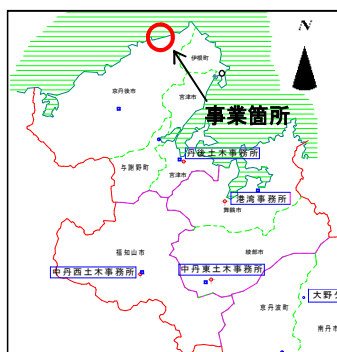 N
伊根町
京丹後市
宮津市
事業箇所
丹後土木事務所
与謝野町
宮津市
港湾事務所
舞鶴市
福知山市
綾部市
中丹西土木事務所
中丹東土木事務所
京丹波町
大野ダ
南丹市